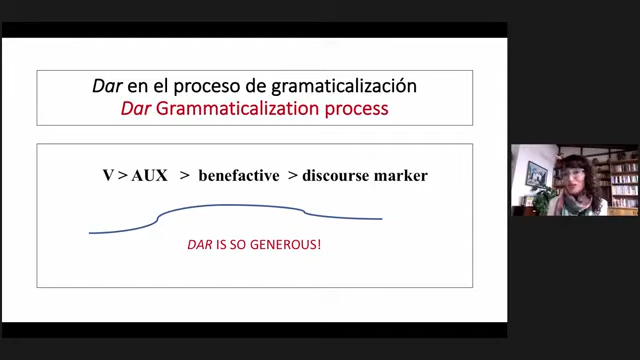 Dar en el proceso de gramaticalización
Dar Grammaticalization process
V > AUX > benefactive > discourse marker
DAR IS SO GENEROUS!